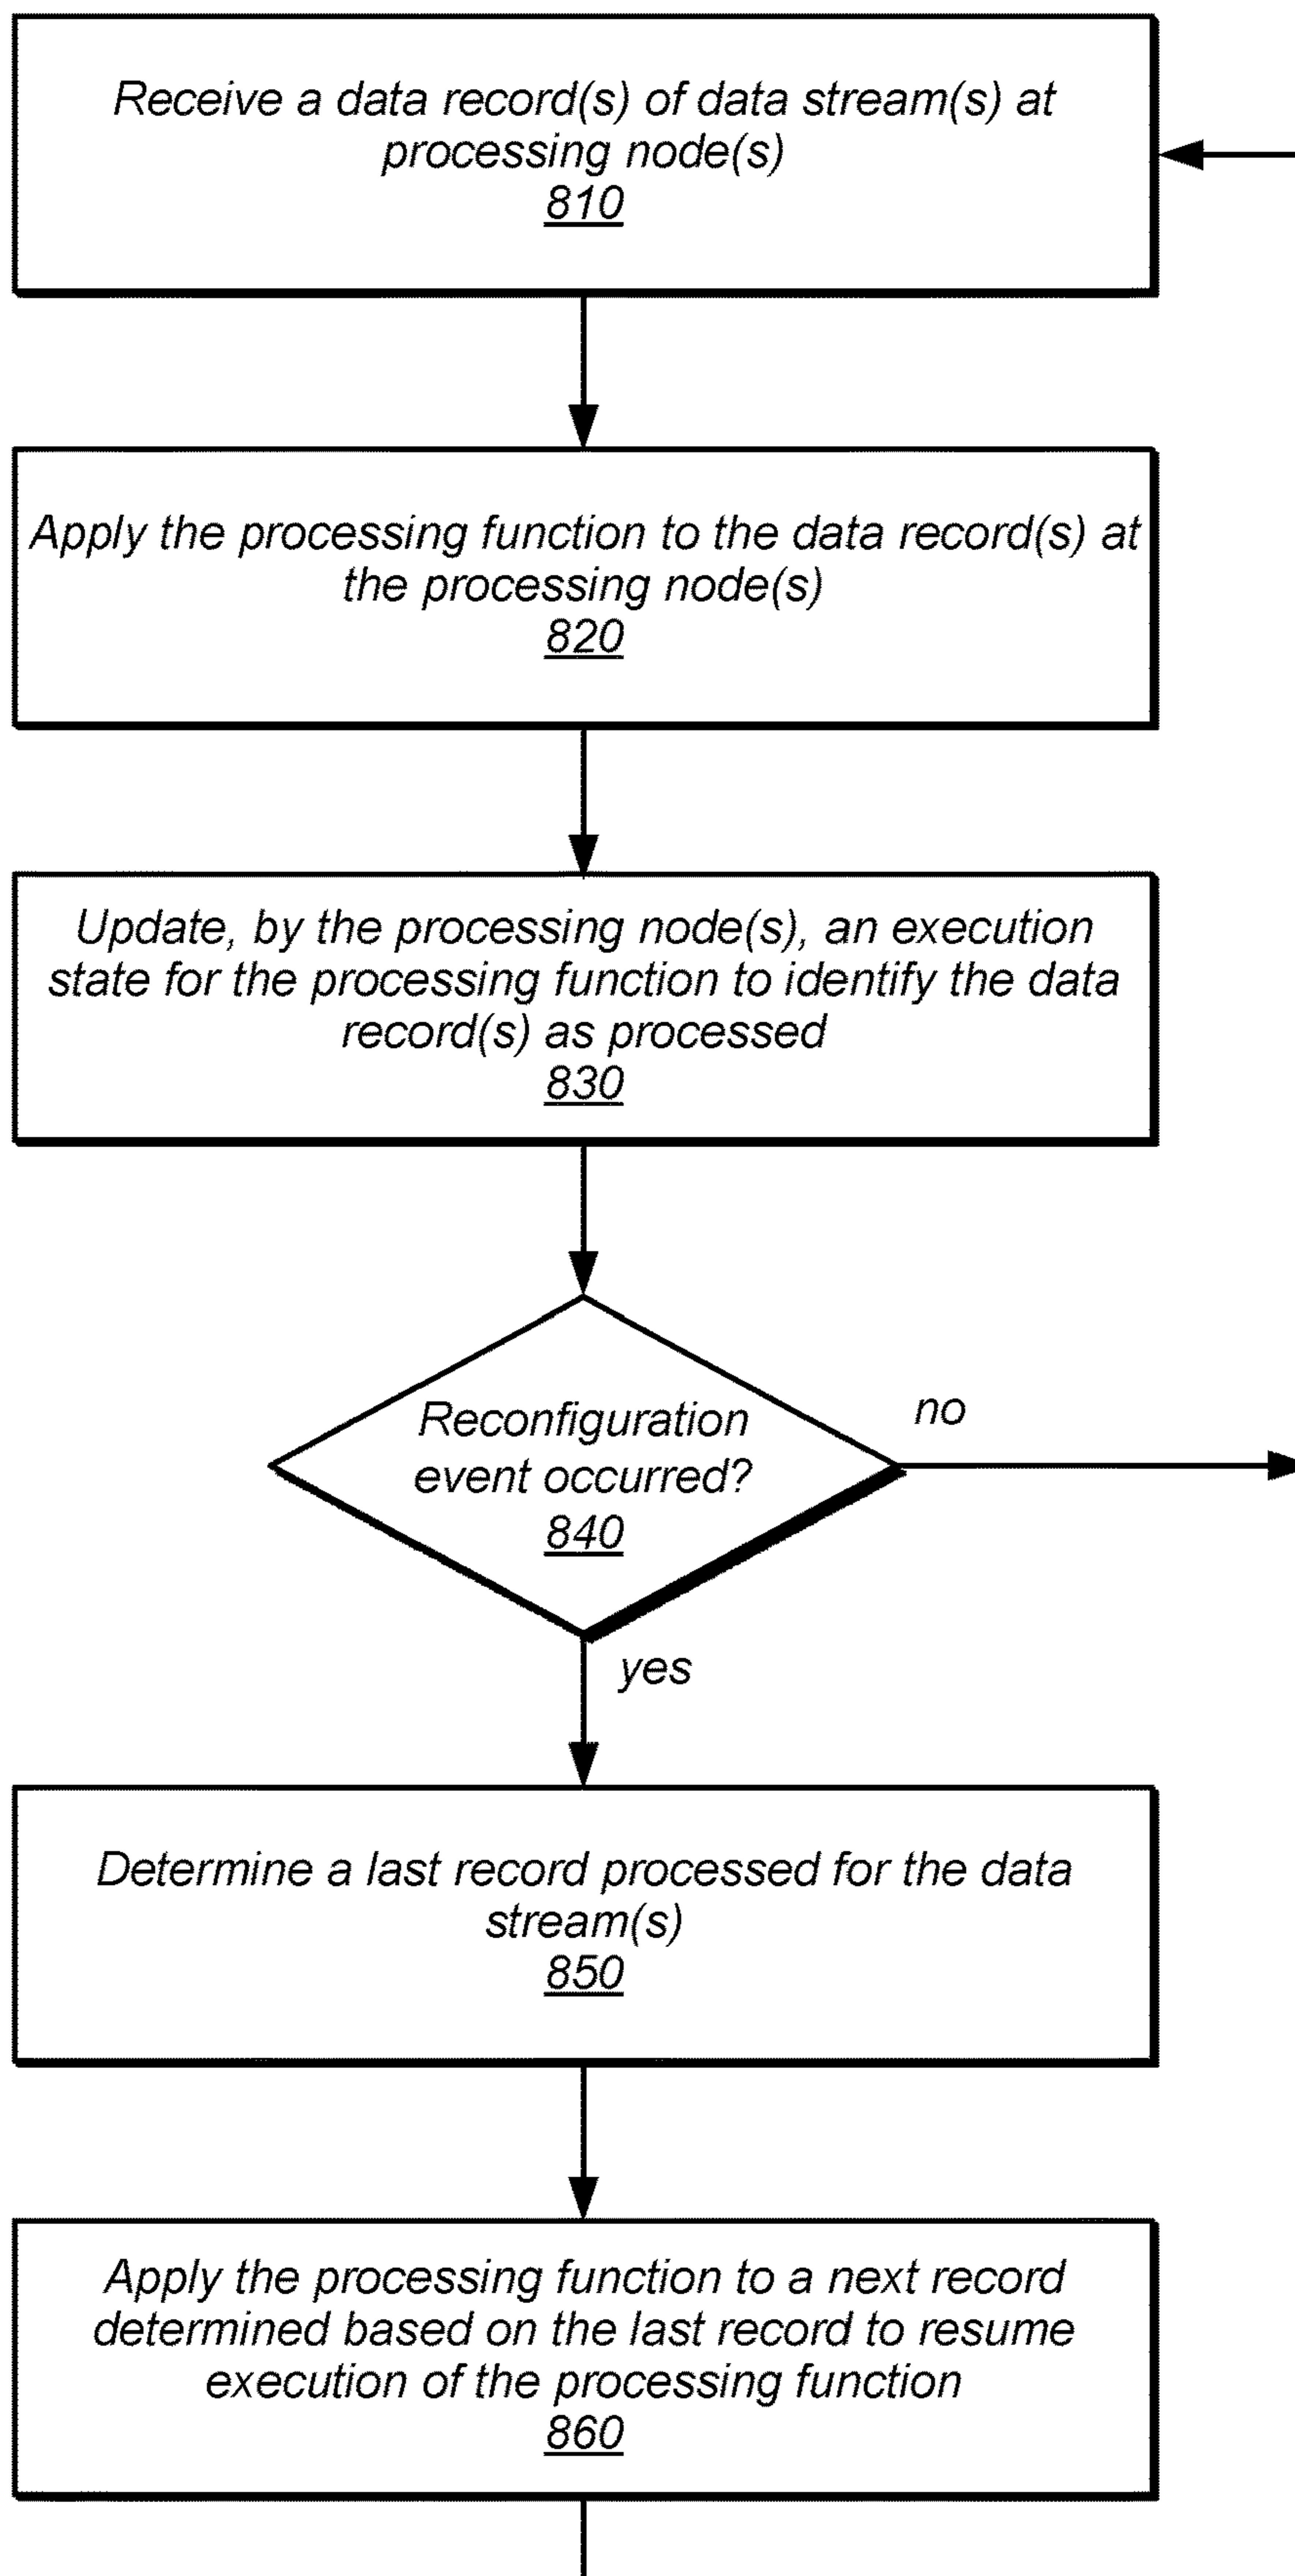 Receive a data record(s) of data stream(s) at
processing node(s)
810
Apply the processing function to the data record(s) at
the processing node(s)
820
Update, by the processing node(s), an execution
state for the processing function to identify the data
record(s) as processed
830
Reconfiguration
event occurred?
840
no
yes
Determine a last record processed for the data
stream(s)
850
Apply the processing function to a next record
determined based on the last record to resume
execution of the processing function
860